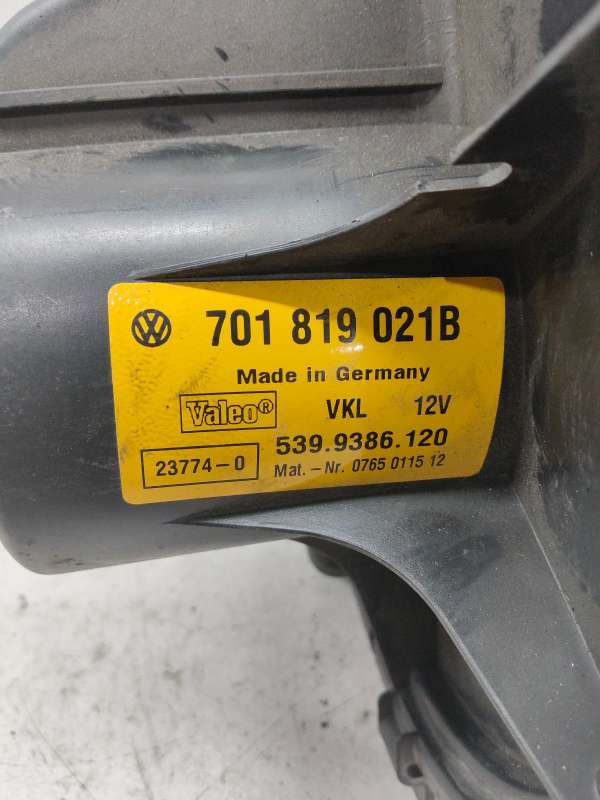 701 819 021B
Made in Germany
Valeo® VKL 12V
539.9386.120
23774-0 Mat.-Nr. 0765 0115 12